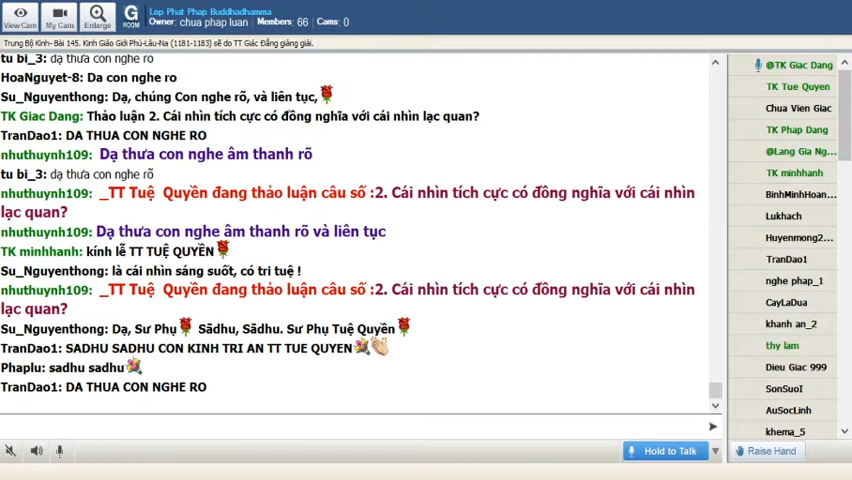 Lop Phat Phap Buddhadhamma
Owner: chua phap luan Members: 66 Cams: 0
View Cam
My Cam
Enlarge
G
ROOM
Trung Bộ Kinh- Bài 145. Kinh Giáo Giới Phú-Lâu-Na (1181-1183) sẽ do TT Giác Đẳng giảng giải.
tu bi_3: dạ thưa con nghe rõ
HoaNguyet-8: Da con nghe ro
Su_Nguyenthong: Dạ, chúng Con nghe rõ, và liên tục,
TK Giac Dang: Thảo luận 2. Cái nhìn tích cực có đồng nghĩa với cái nhìn lạc quan?
TranDao1: DA THUA CON NGHE RO
nhuthuynh109: Dạ thưa con nghe âm thanh rõ
tu bi_3: dạ thưa con nghe rõ
nhuthuynh109: _TT Tuệ Quyền đang thảo luận câu số :2. Cái nhìn tích cực có đồng nghĩa với cái nhìn
lạc quan?
nhuthuynh109: Dạ thưa con nghe âm thanh rõ và liên tục
TK minhhanh: kính lễ TT TUỆ QUYỀN
Su_Nguyenthong: là cái nhìn sáng suốt, có tri tuệ !
nhuthuynh109: _TT Tuệ Quyền đang thảo luận câu số :2. Cái nhìn tích cực có đồng nghĩa với cái nhìn
lạc quan?
Su_Nguyenthong: Dạ, Sư Phụ Sādhu, Sādhu. Sư Phụ Tuệ Quyền
TranDao1: SADHU SADHU CON KINH TRI AN TT TUE QUYEN
Phaplu: sadhu sadhu
TranDao1: DA THUA CON NGHE RO
@TK Giac Dang
TK Tue Quyen
Chua Vien Giac
TK Phap Dang
@Lang Gia Ng...
TK minhhanh
BinhMinhHoan...
Lukhach
Huyenmong2...
TranDao1
nghe phap_1
CayLaDua
khanh an_2
thy lam
Dieu Giac 999
SonSuoI
AuSocLinh
khema_5
Hold to Talk
Raise Hand